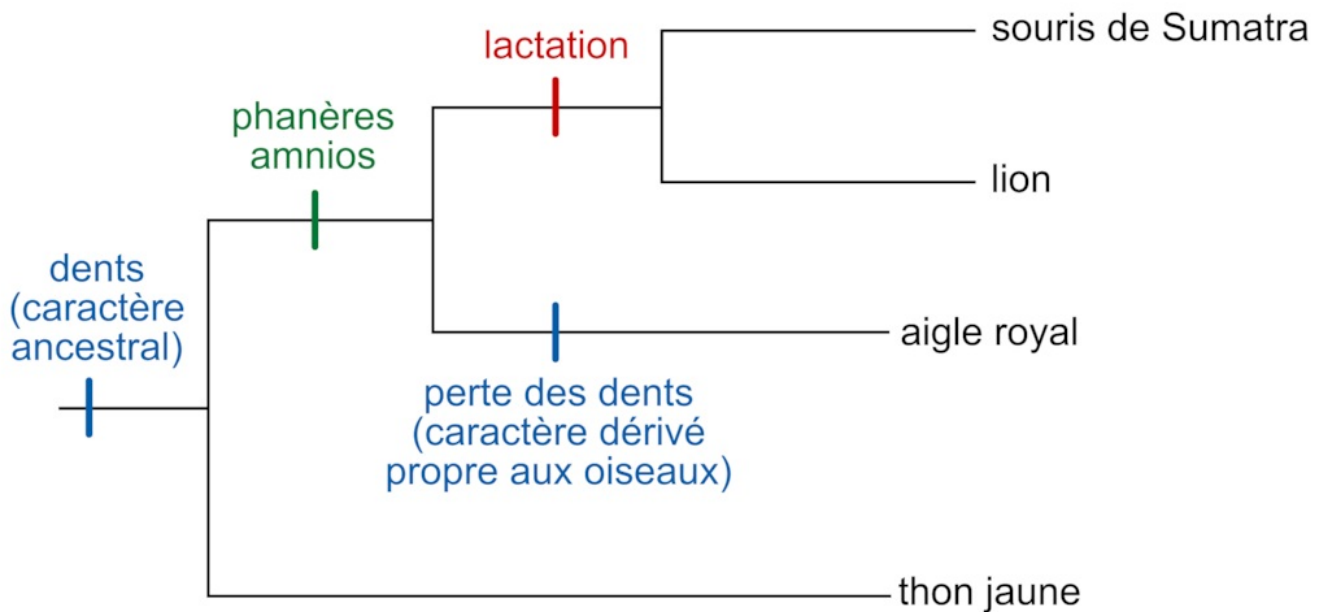 souris de Sumatra
lactation
phanères
amnios
lion
dents
(caractère
ancestral)
aigle royal
perte des dents
(caractère dérivé
propre aux oiseaux)
thon jaune